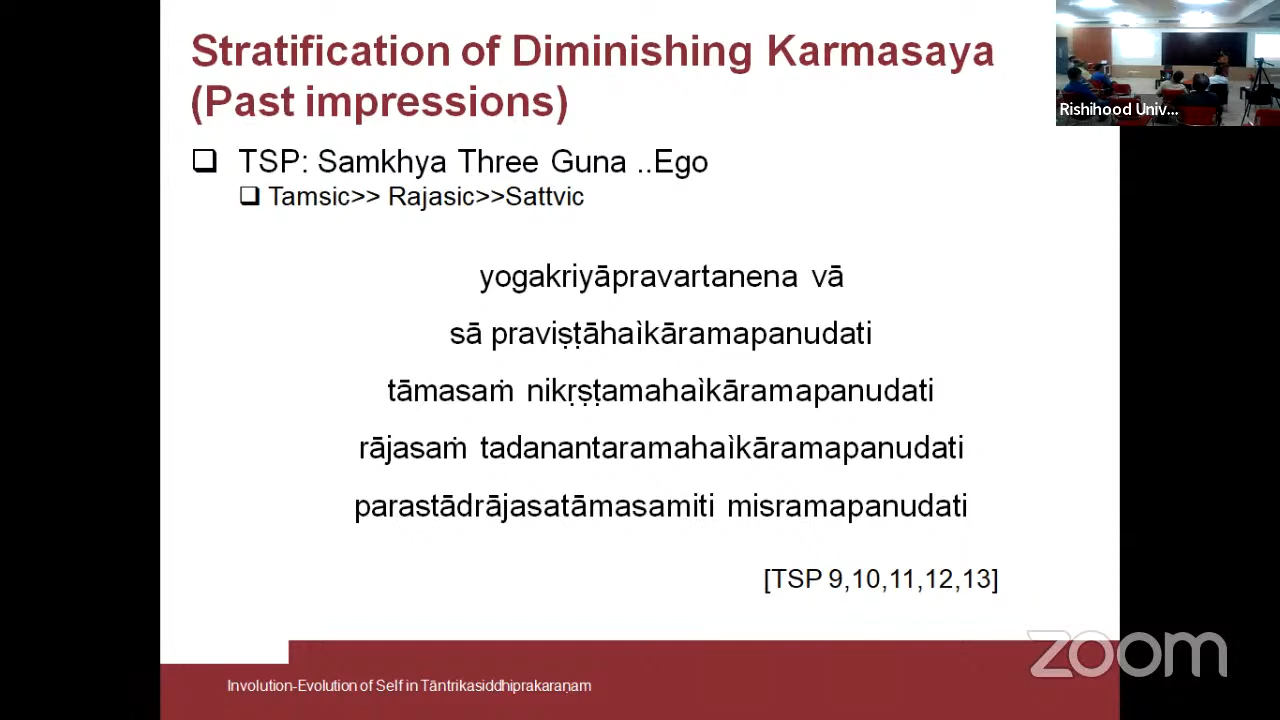 Stratification of Diminishing Karmasaya
(Past impressions)
Rishihood Univ...
❑ TSP: Samkhya Three Guna ..Ego
❑ Tamsic>> Rajasic>>Sattvic
yogakriyāpravartanena vā
sā praviṣṭāhaìkāramapanudati
tāmasaṁ nikṛṣṭamahaìkāramapanudati
rājasaṁ tadanantaramahaìkāramapanudati
parastādrājasatāmasamiti misramapanudati
[TSP 9,10,11,12,13]
zoom
Involution-Evolution of Self in Tāntrikasiddhiprakaraṇam